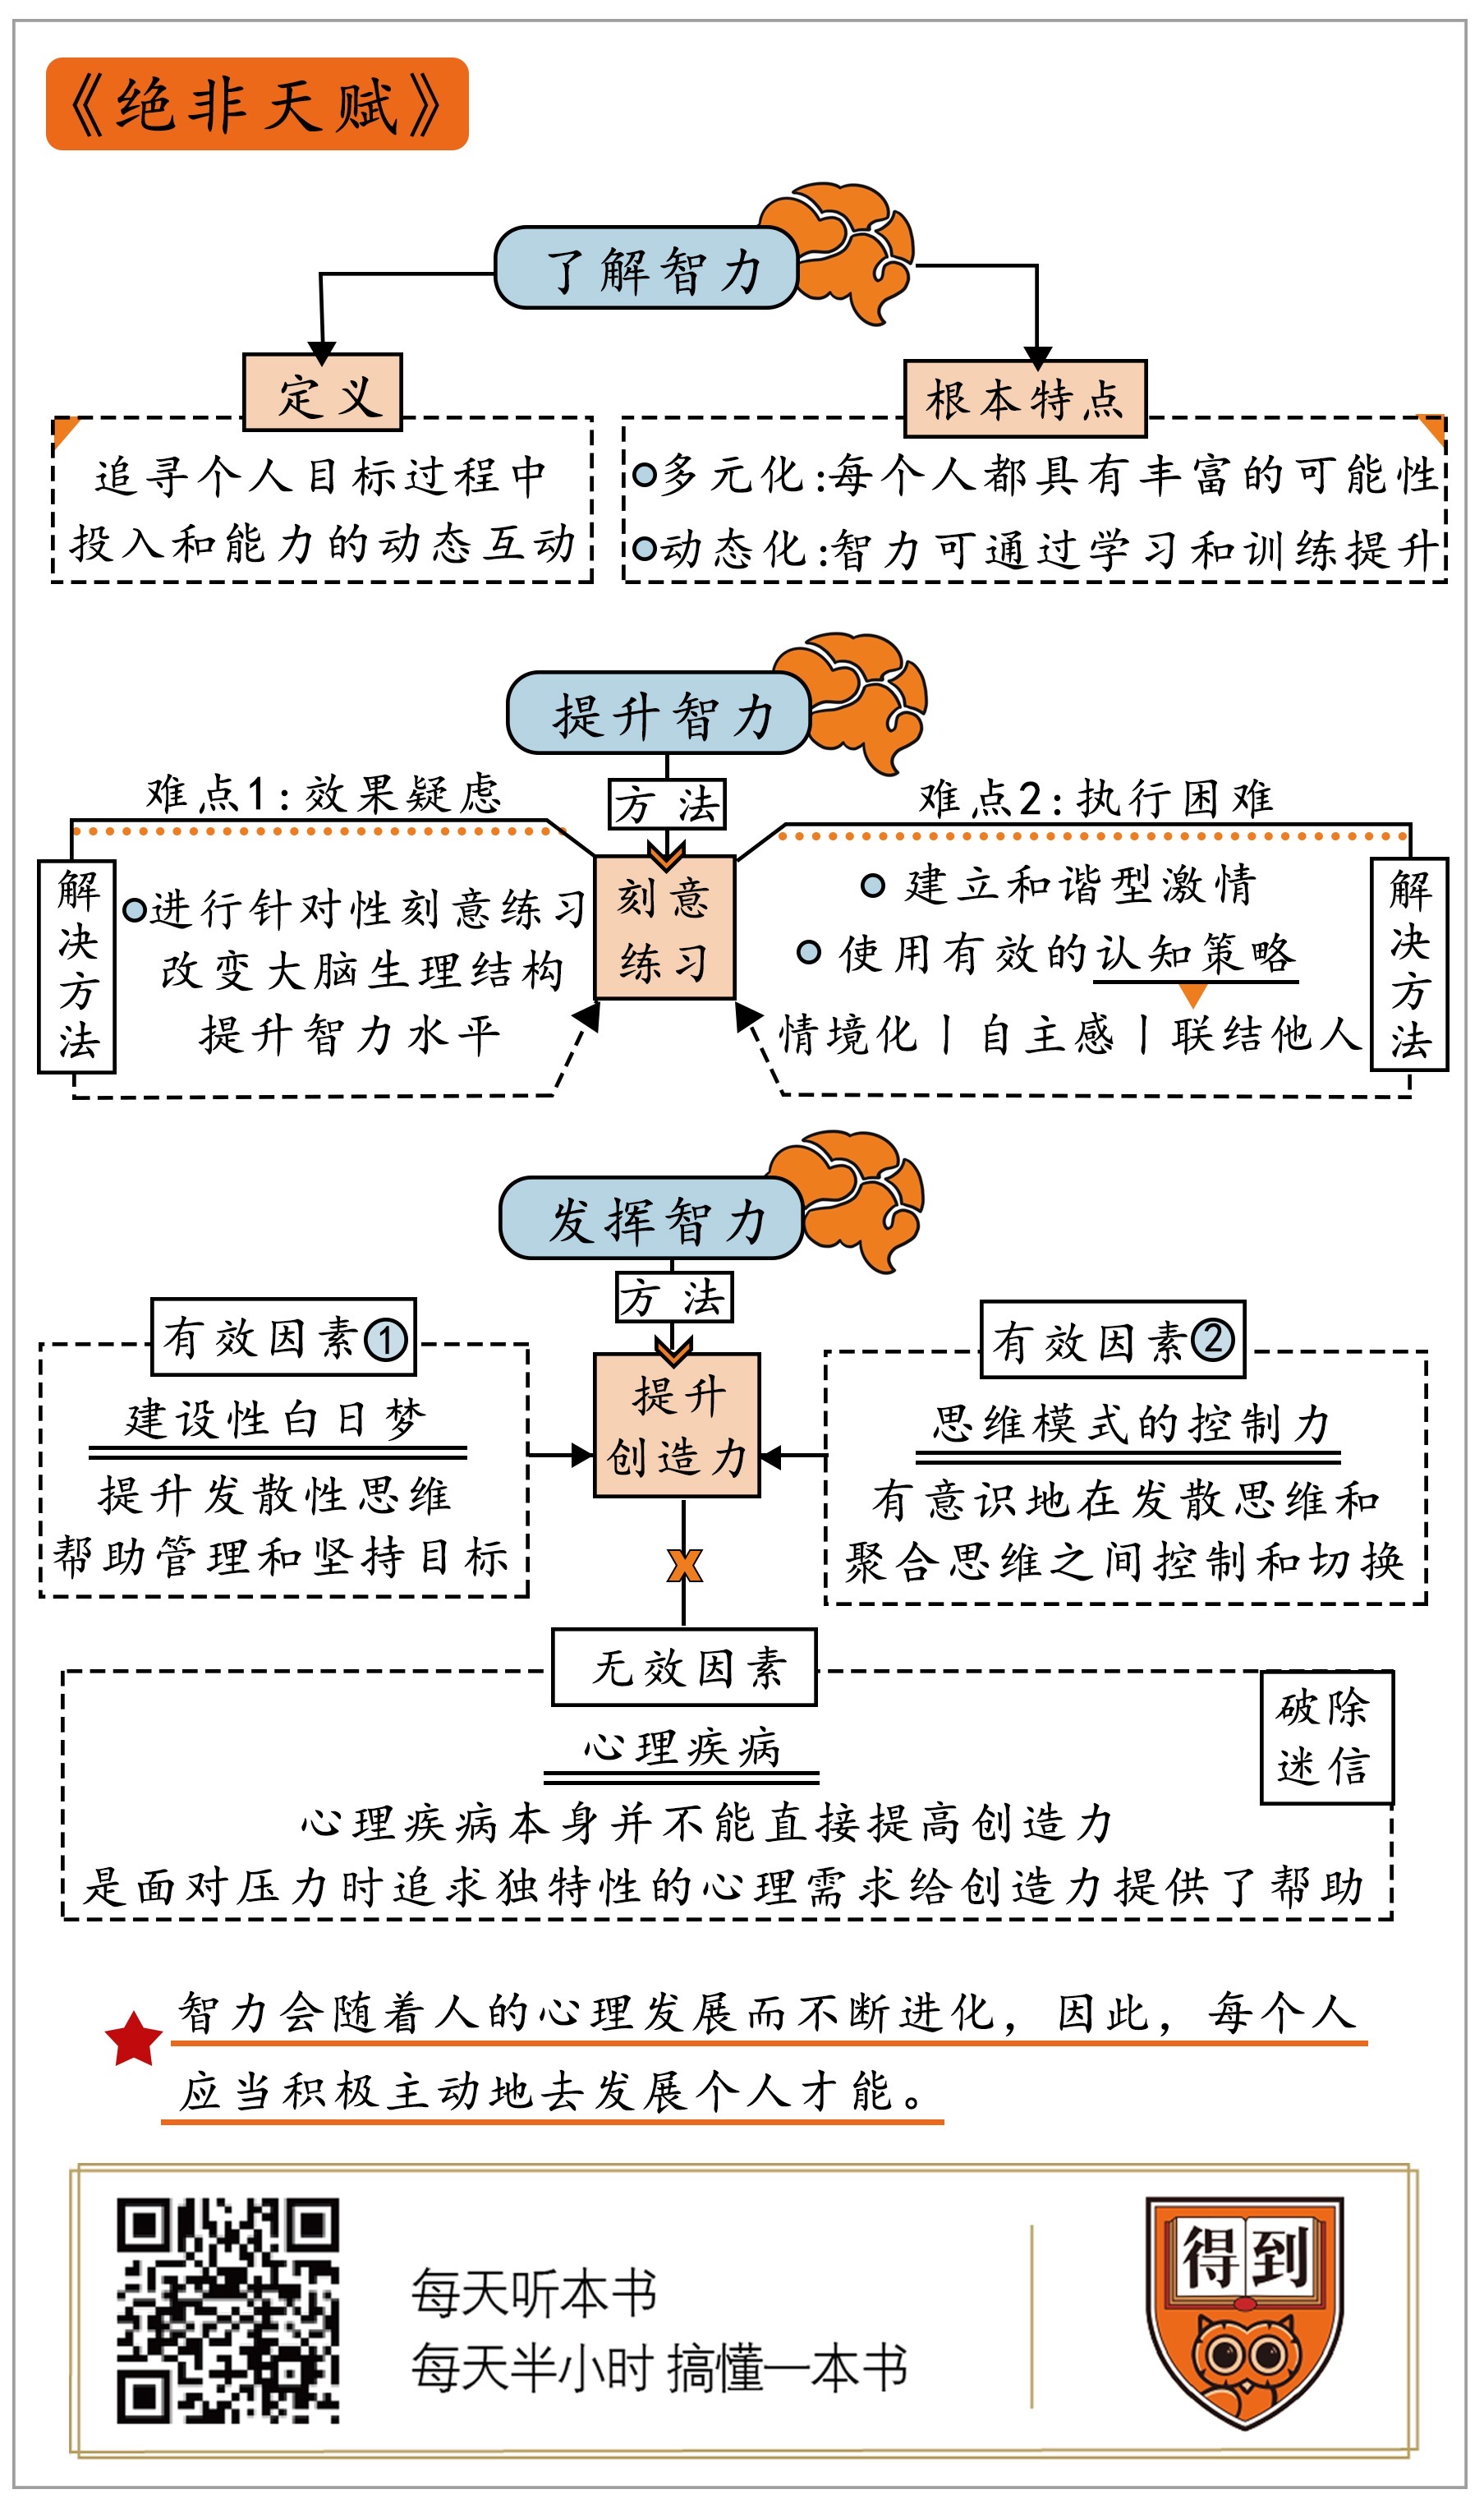 《绝非天赋》
了解智力
定义
追寻个人目标过程中
投入和能力的动态互动
根本特点
多元化:每个人都具有丰富的可能性
动态化:智力可通过学习和训练提升
提升智力
方法
刻意
练习
难点1:效果疑虑
解决方法
进行针对性刻意练习
改变大脑生理结构
提升智力水平
难点2:执行困难
解决方法
建立和谐型激情
使用有效的认知策略
情境化丨自主感丨联结他人
发挥智力
方法
提升
创造力
有效因素①
建设性白日梦
提升发散性思维
帮助管理和坚持目标
有效因素②
思维模式的控制力
有意识地在发散思维和
聚合思维之间控制和切换
X
无效因素
破除
迷信
心理疾病
心理疾病本身并不能直接提高创造力
是面对压力时追求独特性的心理需求给创造力提供了帮助
智力会随着人的心理发展而不断进化，因此，每个人
应当积极主动地去发展个人才能。
每天听本书
每天半小时 搞懂一本书
得到